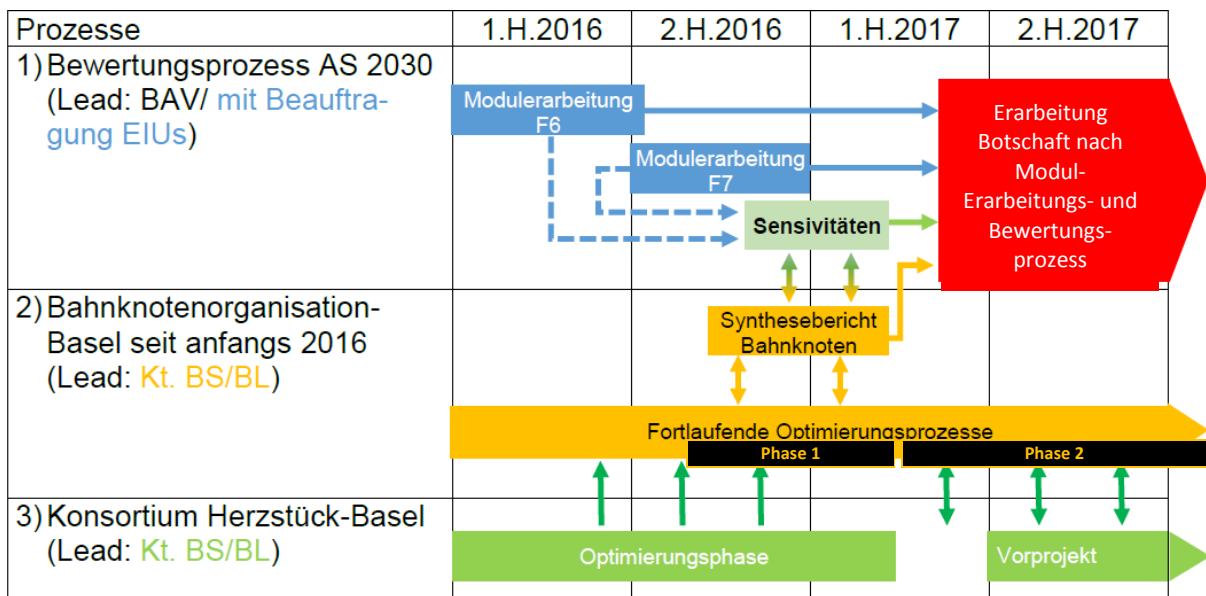 Prozesse
1.H.2016
2.H.2016
1.H.2017
2.H.2017
1) Bewertungsprozess AS 2030
(Lead: BAV/ mit Beauftra-
gung EIUs)
Modulerarbeitung
F6
Modulerarbeitung
F7
Sensivitäten
Erarbeitung
Botschaft nach
Modul-
Erarbeitungs- und
Bewertungs-
prozess
2) Bahnknotenorganisation-
Basel seit anfangs 2016
(Lead: Kt. BS/BL)
Synthesebericht
Bahnknoten
Fortlaufende Optimierungsprozesse
Phase 1
Phase 2
3) Konsortium Herzstück-Basel
(Lead: Kt. BS/BL)
Optimierungsphase
Vorprojekt